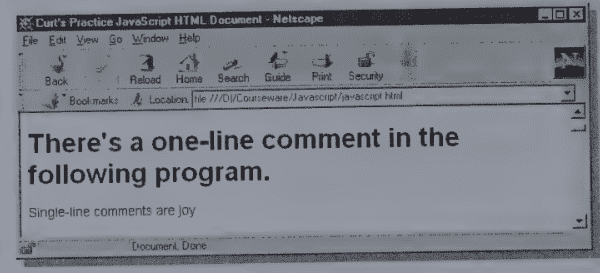 Curt's Practice JavaScript HTML Document - Netscape
File Edit View Go Window Help
Back Reload Home Search Guide Print Security
Bookmarks Location: file:///D|/Courseware/Javascript/javascript.html
There's a one-line comment in the
following program.
Single-line comments are joy
Document: Done